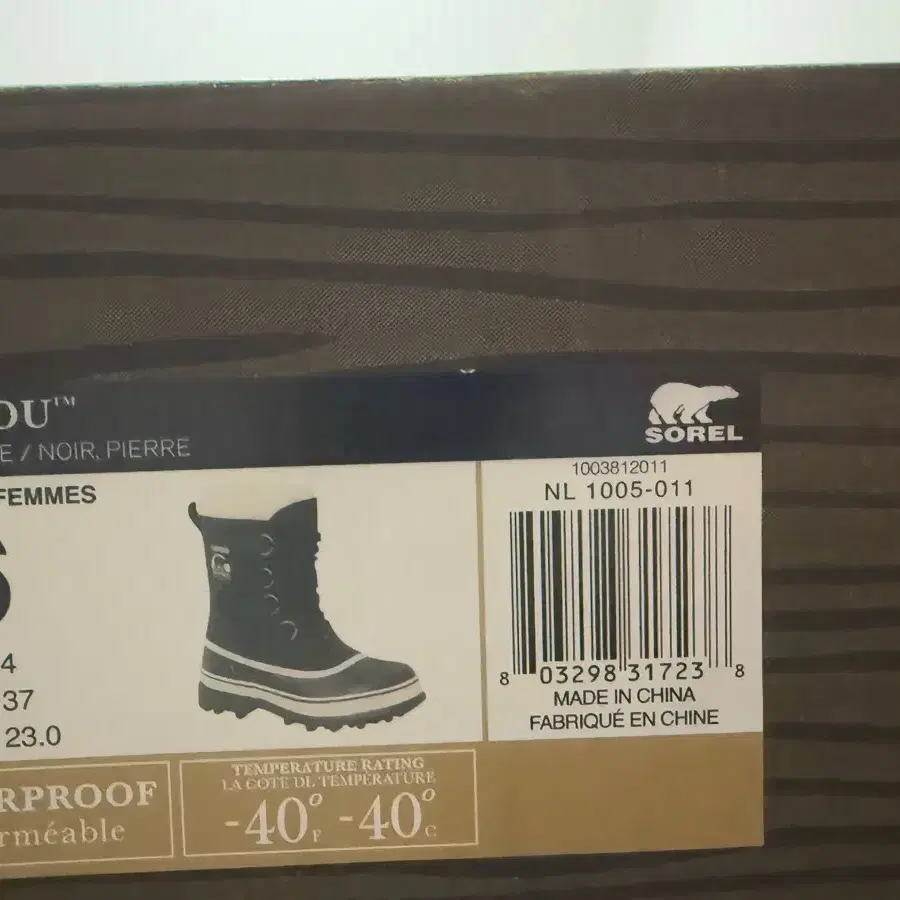 OU™
E / NOIR, PIERRE
SOREL
FEMMES
6
4
37
23.0
1003812011
NL 1005-011
8 03298 31723 8
MADE IN CHINA
FABRIQUÉ EN CHINE
RPROOF
rméable
TEMPERATURE RATING
LA COTE DE TEMPÉRATURE
-40°F -40°C